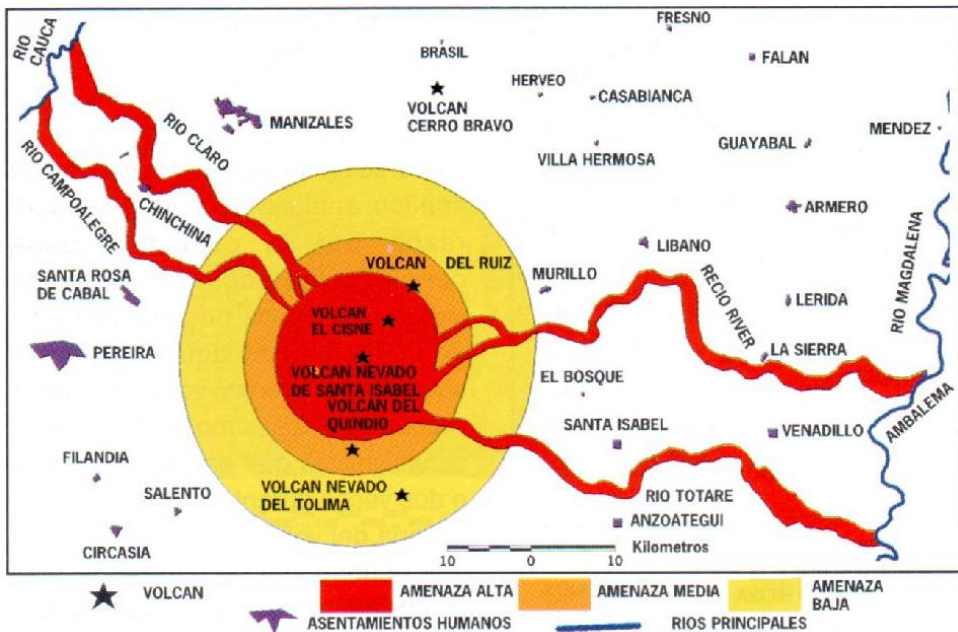 RIO
CAUCA
FRESNO
BRASIL
FALAN
HERVEO
CASABIANCA
VOLCAN
CERRO BRAVO
MANIZALES
RIO CLARO
VILLA HERMOSA
GUAYABAL
MENDEZ
RIO CAMPOALEGRE
CHINCHINA
ARMERO
LIBANO
VOLCAN
DEL RUIZ
MURILLO
SANTA ROSA
DE CABAL
RECIO RIVER
RIO MAGDALENA
LERIDA
VOLCAN
EL CISNE
PEREIRA
LA SIERRA
VOLCAN NEVADO
DE SANTA ISABEL
EL BOSQUE
VOLCAN DEL
QUINDIO
SANTA ISABEL
VENADILLO
AMBALEMA
FILANDIA
SALENTO
VOLCAN NEVADO
DEL TOLIMA
RIO TOTARE
ANZOATEGUI
CIRCASIA
10 0 10
Kilometros
VOLCAN
AMENAZA ALTA
AMENAZA MEDIA
AMENAZA
BAJA
ASENTAMIENTOS HUMANOS
RIOS PRINCIPALES